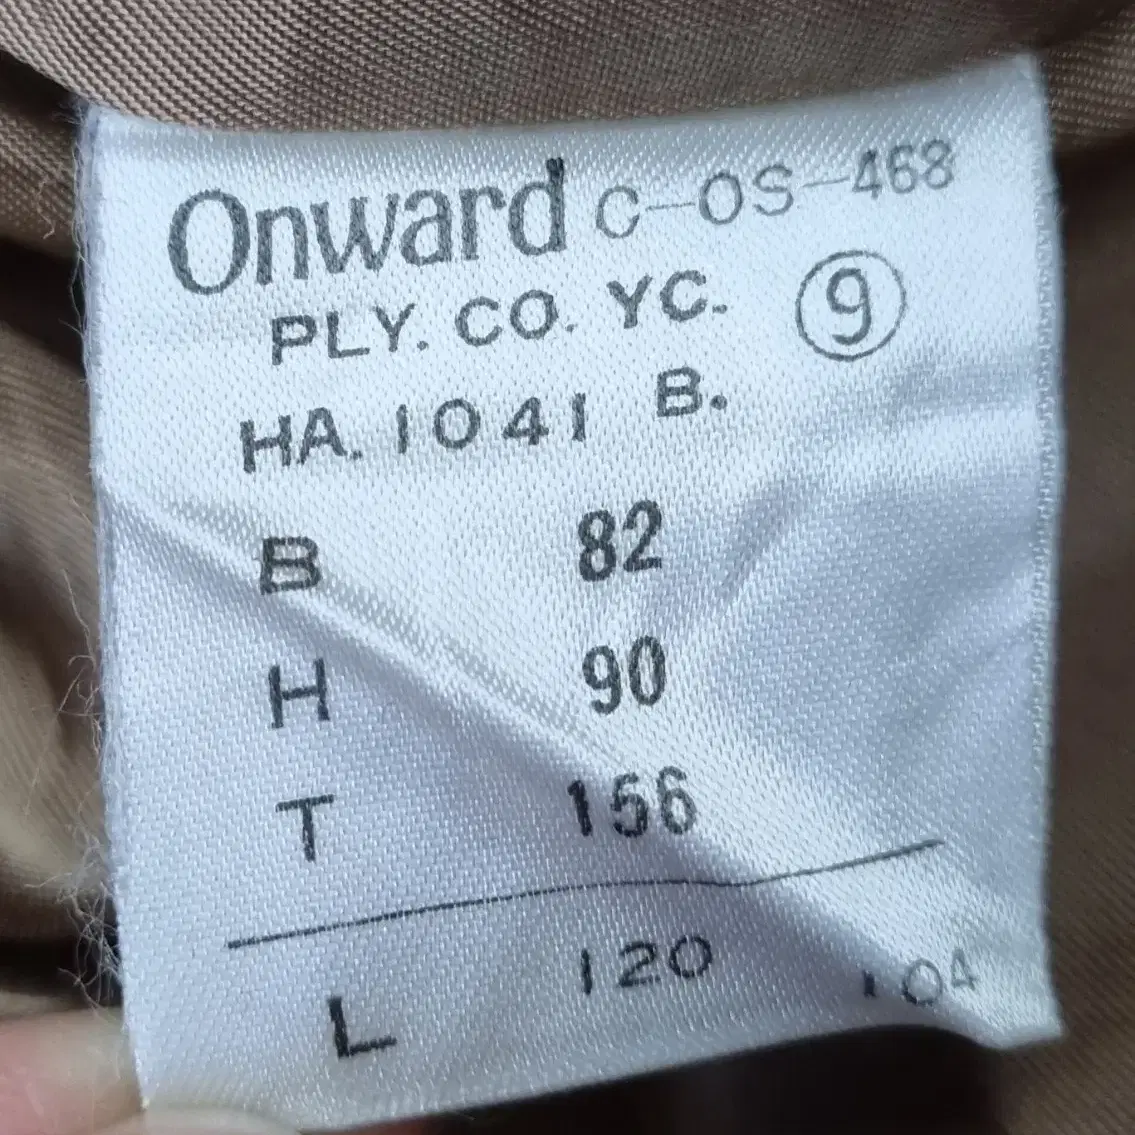 Onward C-OS-468
PLY. CO. YC. ⑨
HA. 1041 B.
B 82
H 90
T 156
L 120 104